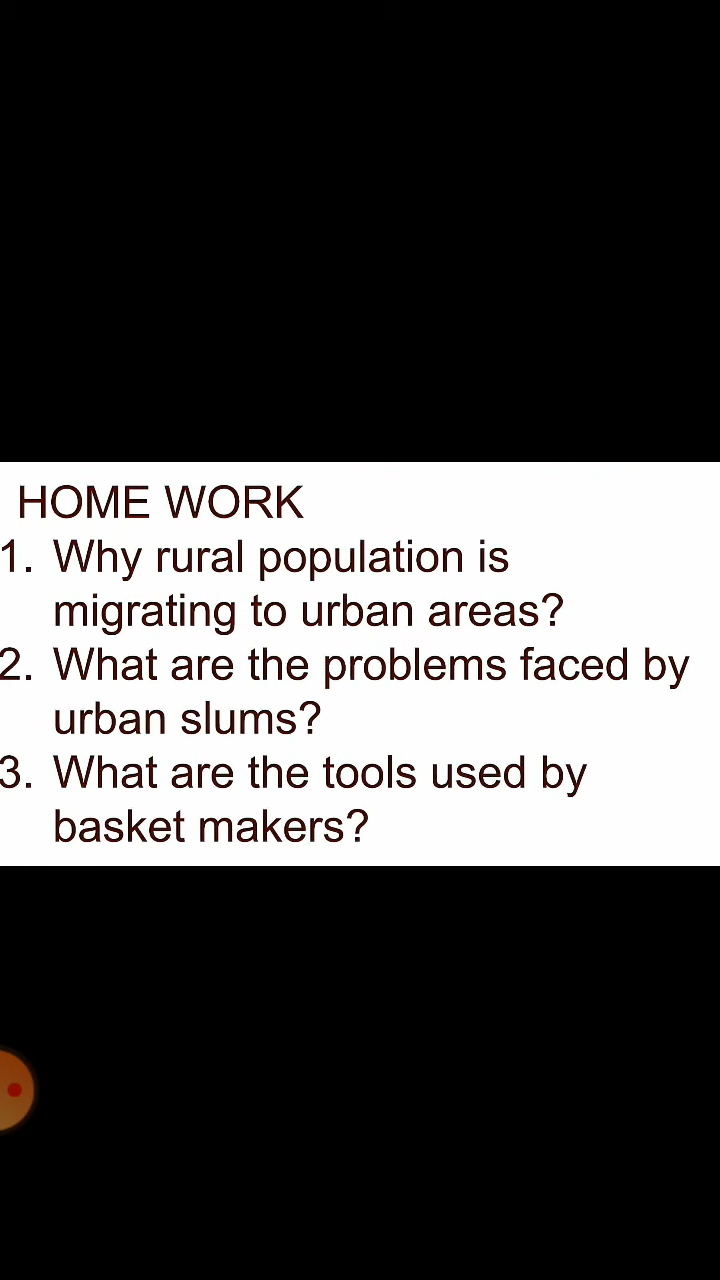 HOME WORK
1. Why rural population is
migrating to urban areas?
2. What are the problems faced by
urban slums?
3. What are the tools used by
basket makers?